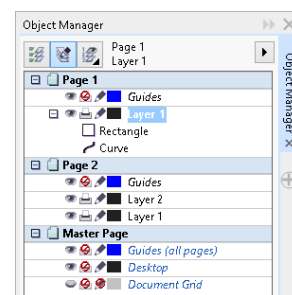 Object Manager
Page 1
Layer 1
Page 1
Guides
Layer 1
Rectangle
Curve
Page 2
Guides
Layer 2
Layer 1
Master Page
Guides (all pages)
Desktop
Document Grid
Object Manager